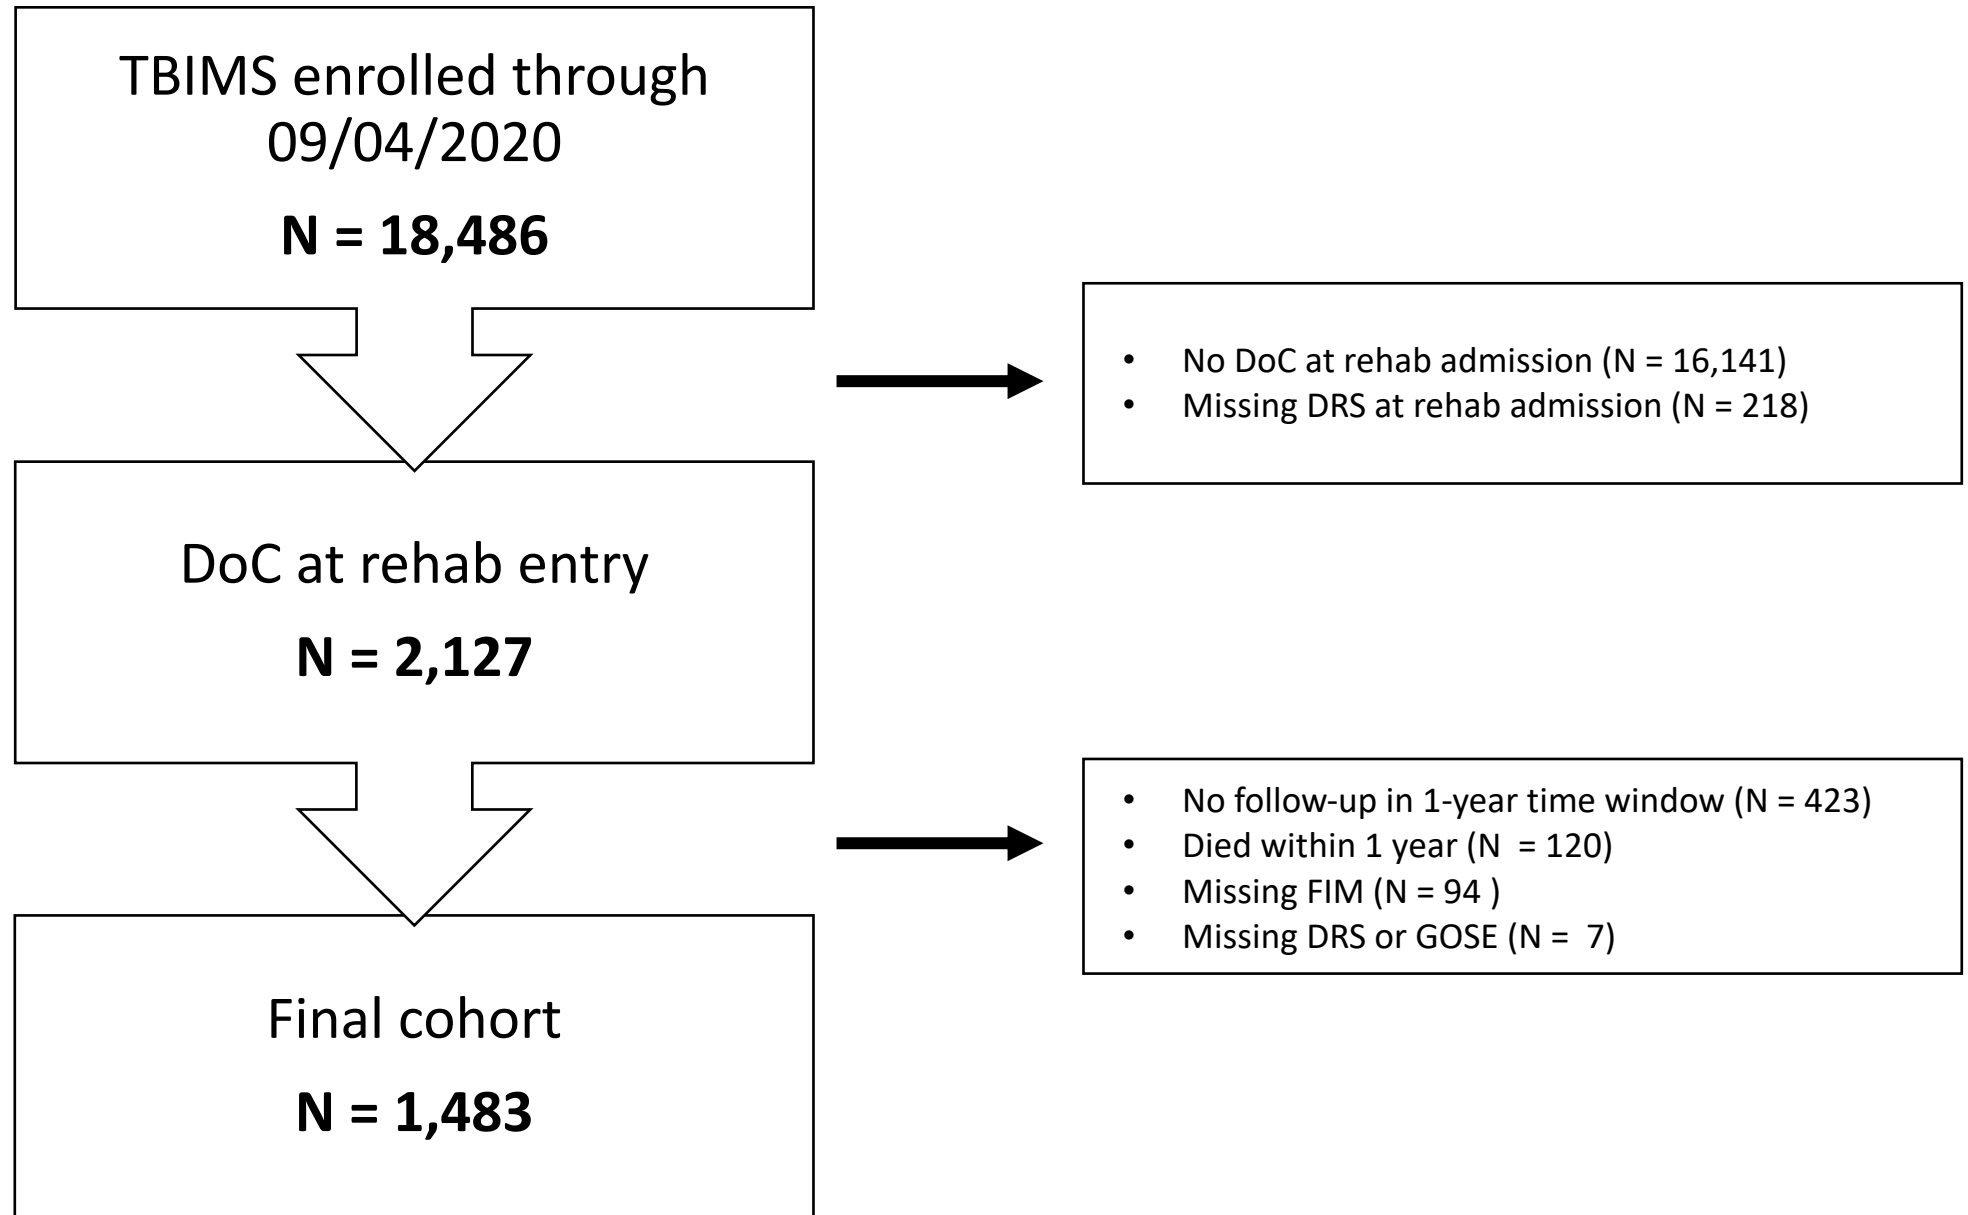 TBIMS enrolled through
09/04/2020
N = 18,486
• No DoC at rehab admission (N = 16,141)
• Missing DRS at rehab admission (N = 218)
DoC at rehab entry
N = 2,127
• No follow-up in 1-year time window (N = 423)
• Died within 1 year (N  = 120)
• Missing FIM (N = 94 )
• Missing DRS or GOSE (N =  7)
Final cohort
N = 1,483